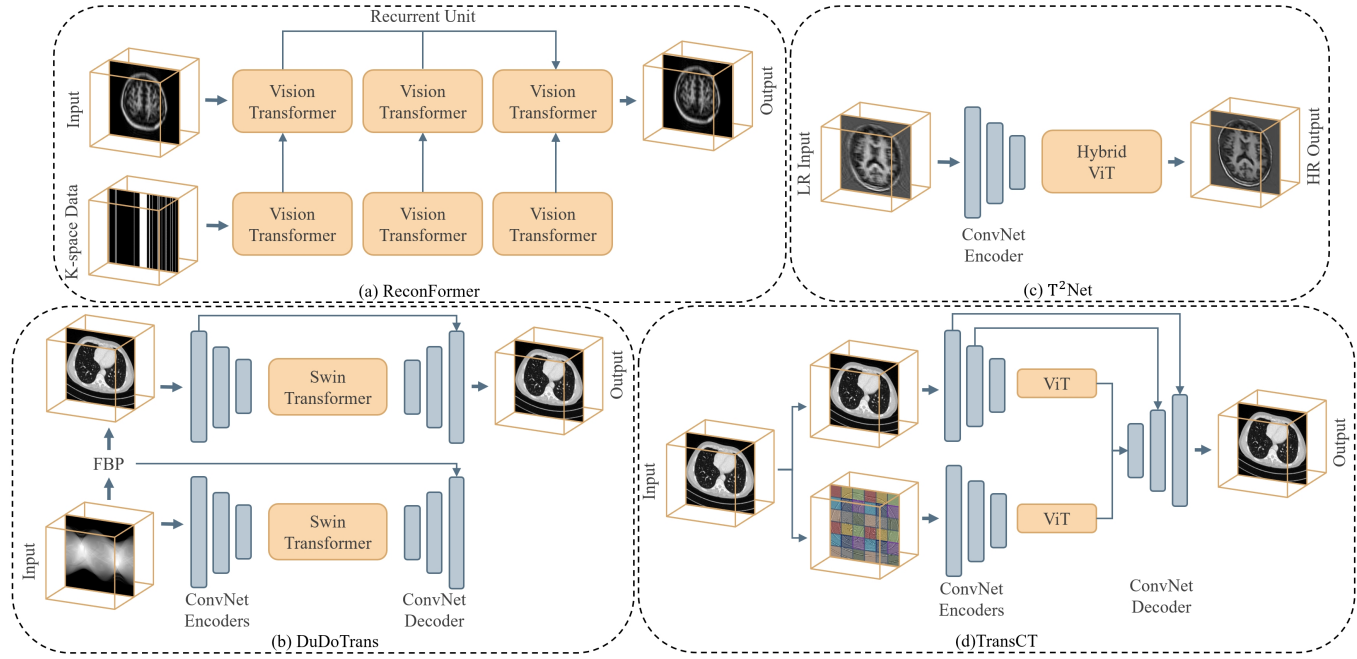 Recurrent Unit
Input
Vision
Transformer
Vision
Transformer
Vision
Transformer
Output
K-space Data
Vision
Transformer
Vision
Transformer
Vision
Transformer
(a) ReconFormer
LR Input
ConvNet
Encoder
Hybrid
ViT
HR Output
(c) T²Net
Swin
Transformer
Output
FBP
Input
Swin
Transformer
ConvNet
Encoders
ConvNet
Decoder
(b) DuDoTrans
Input
ViT
ViT
Output
ConvNet
Encoders
ConvNet
Decoder
(d)TransCT